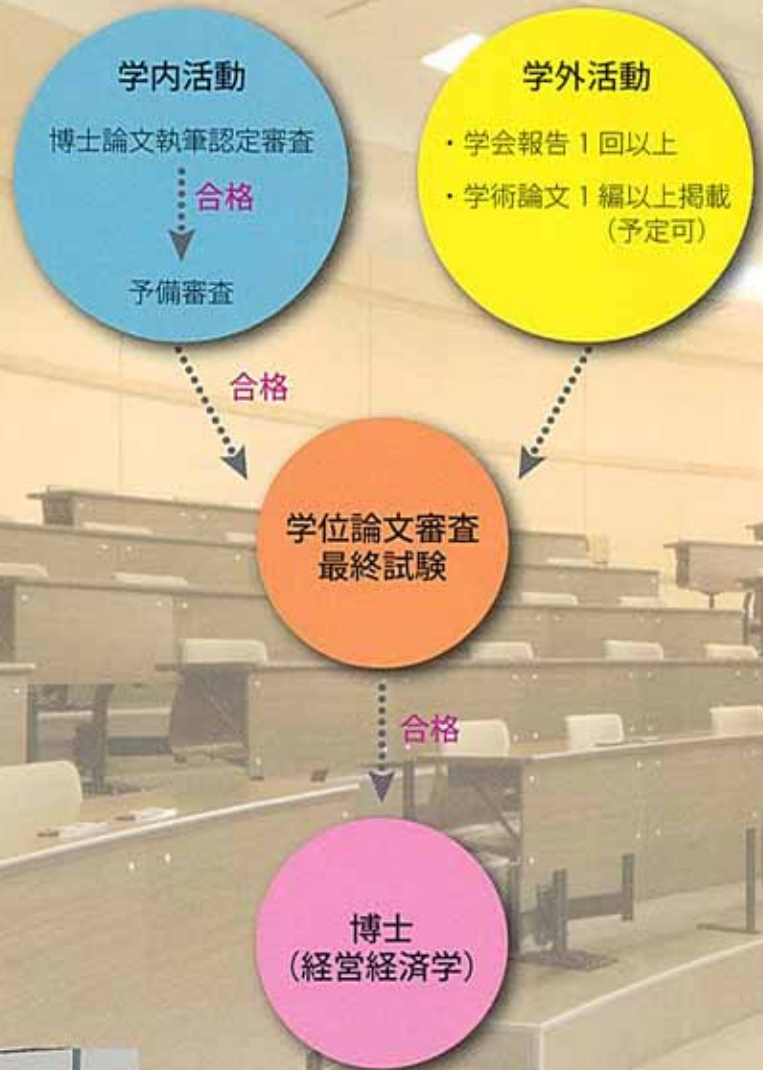 学内活動
博士論文執筆認定審査
合格
予備審査
合格
学外活動
・学会報告1回以上
・学術論文1編以上掲載
（予定可）
学位論文審査
最終試験
合格
博士
（経営経済学）